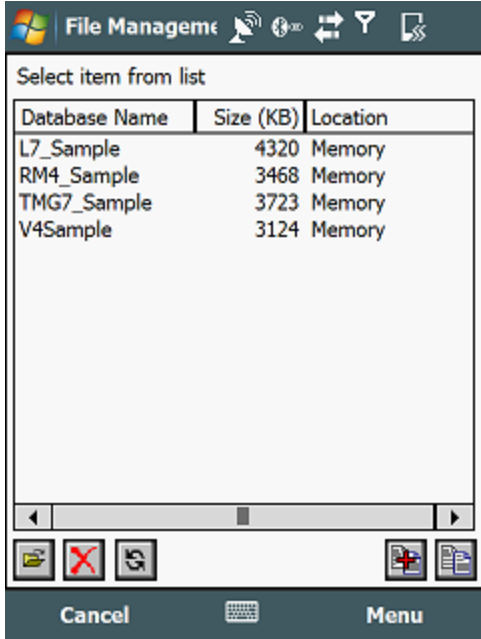 File Manageme
Select item from list
Database Name Size (KB) Location
L7_Sample 4320 Memory
RM4_Sample 3468 Memory
TMG7_Sample 3723 Memory
V4Sample 3124 Memory
Cancel Menu